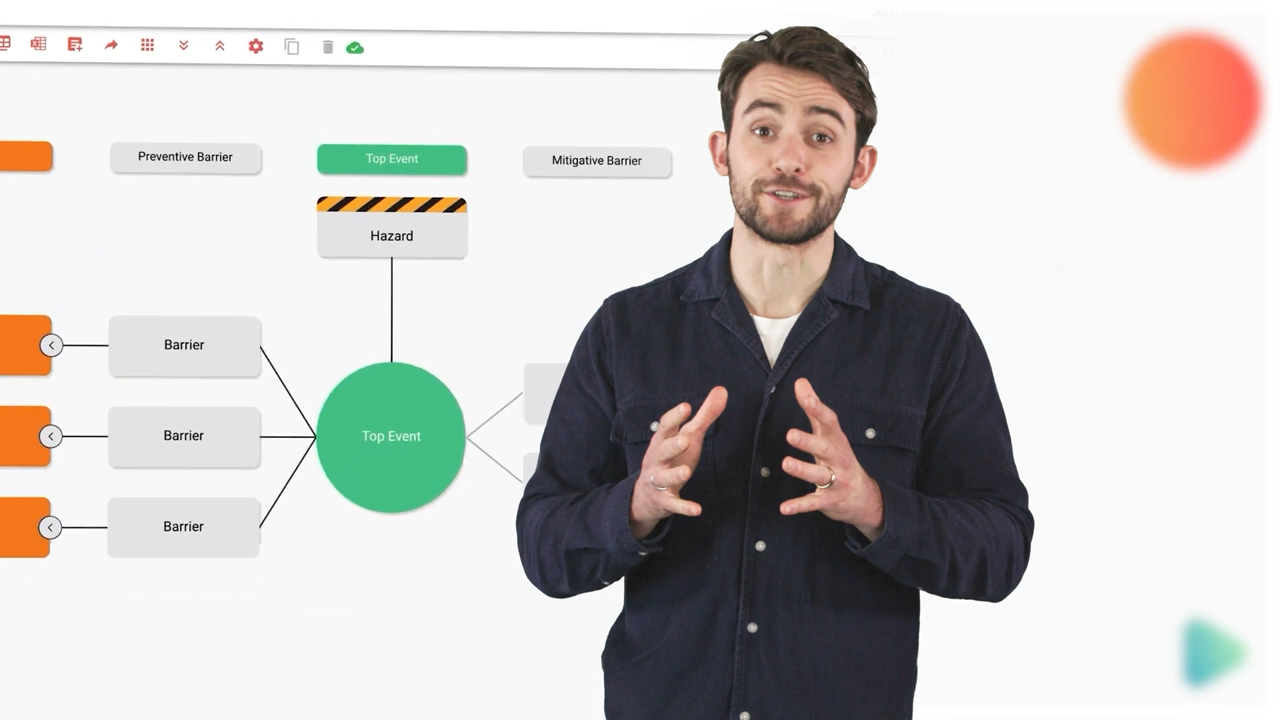 Preventive Barrier
Top Event
Mitigative Barrier
Hazard
Barrier
Barrier
Top Event
Barrier